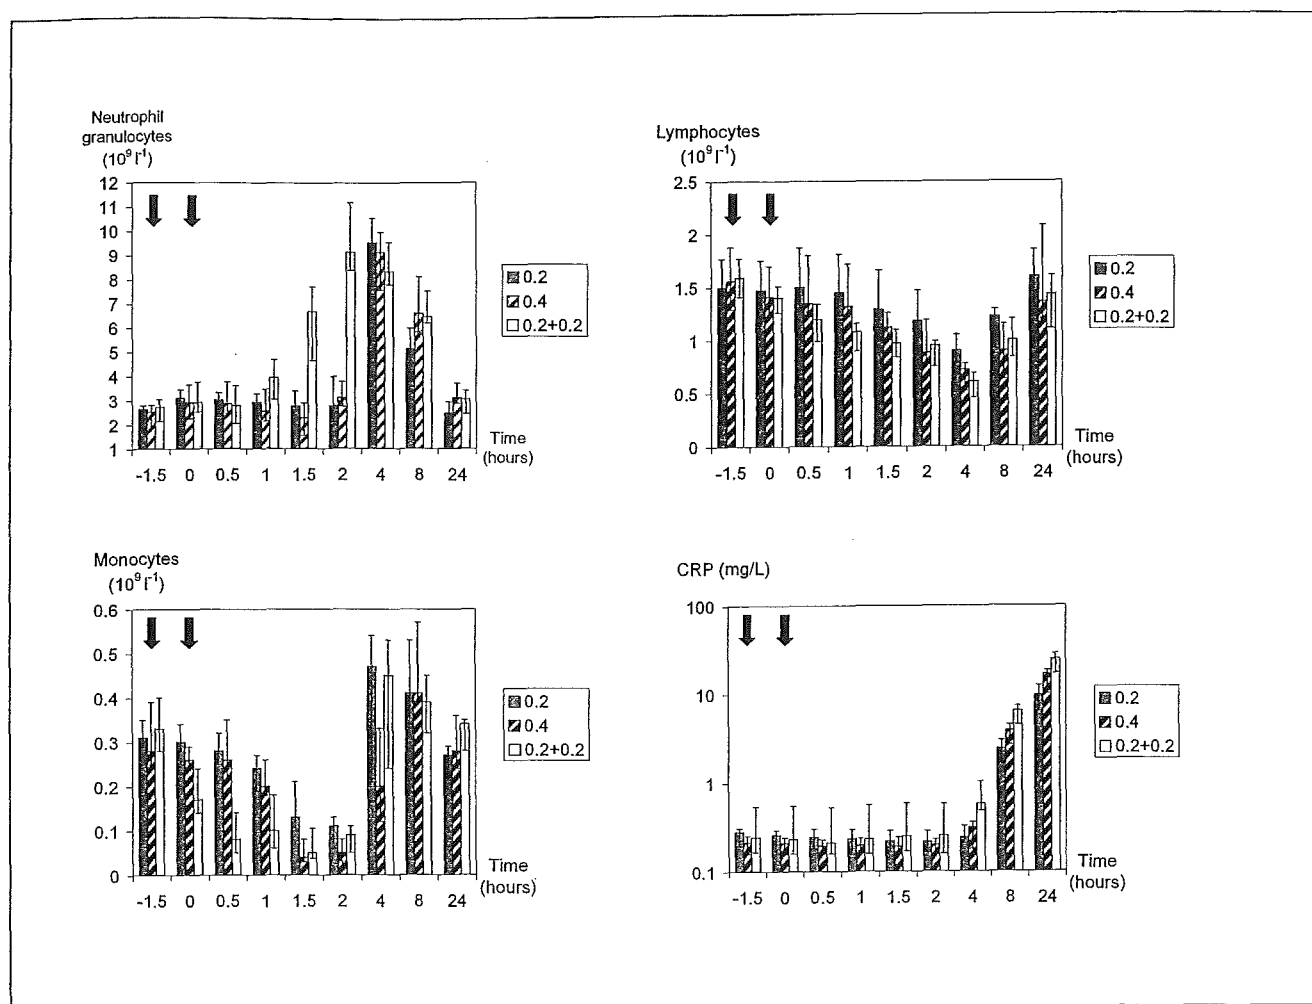 Neutrophil
granulocytes
(10⁹ l⁻¹)
12
11
10
9
8
7
6
5
4
3
2
1
-1.5 0 0.5 1 1.5 2 4 8 24
Time
(hours)
0.2
0.4
0.2+0.2
Lymphocytes
(10⁹ l⁻¹)
2.5
2
1.5
1
0.5
0
-1.5 0 0.5 1 1.5 2 4 8 24
Time
(hours)
0.2
0.4
0.2+0.2
Monocytes
(10⁹ l⁻¹)
0.6
0.5
0.4
0.3
0.2
0.1
0
-1.5 0 0.5 1 1.5 2 4 8 24
Time
(hours)
0.2
0.4
0.2+0.2
CRP (mg/L)
100
10
1
0.1
-1.5 0 0.5 1 1.5 2 4 8 24
Time
(hours)
0.2
0.4
0.2+0.2